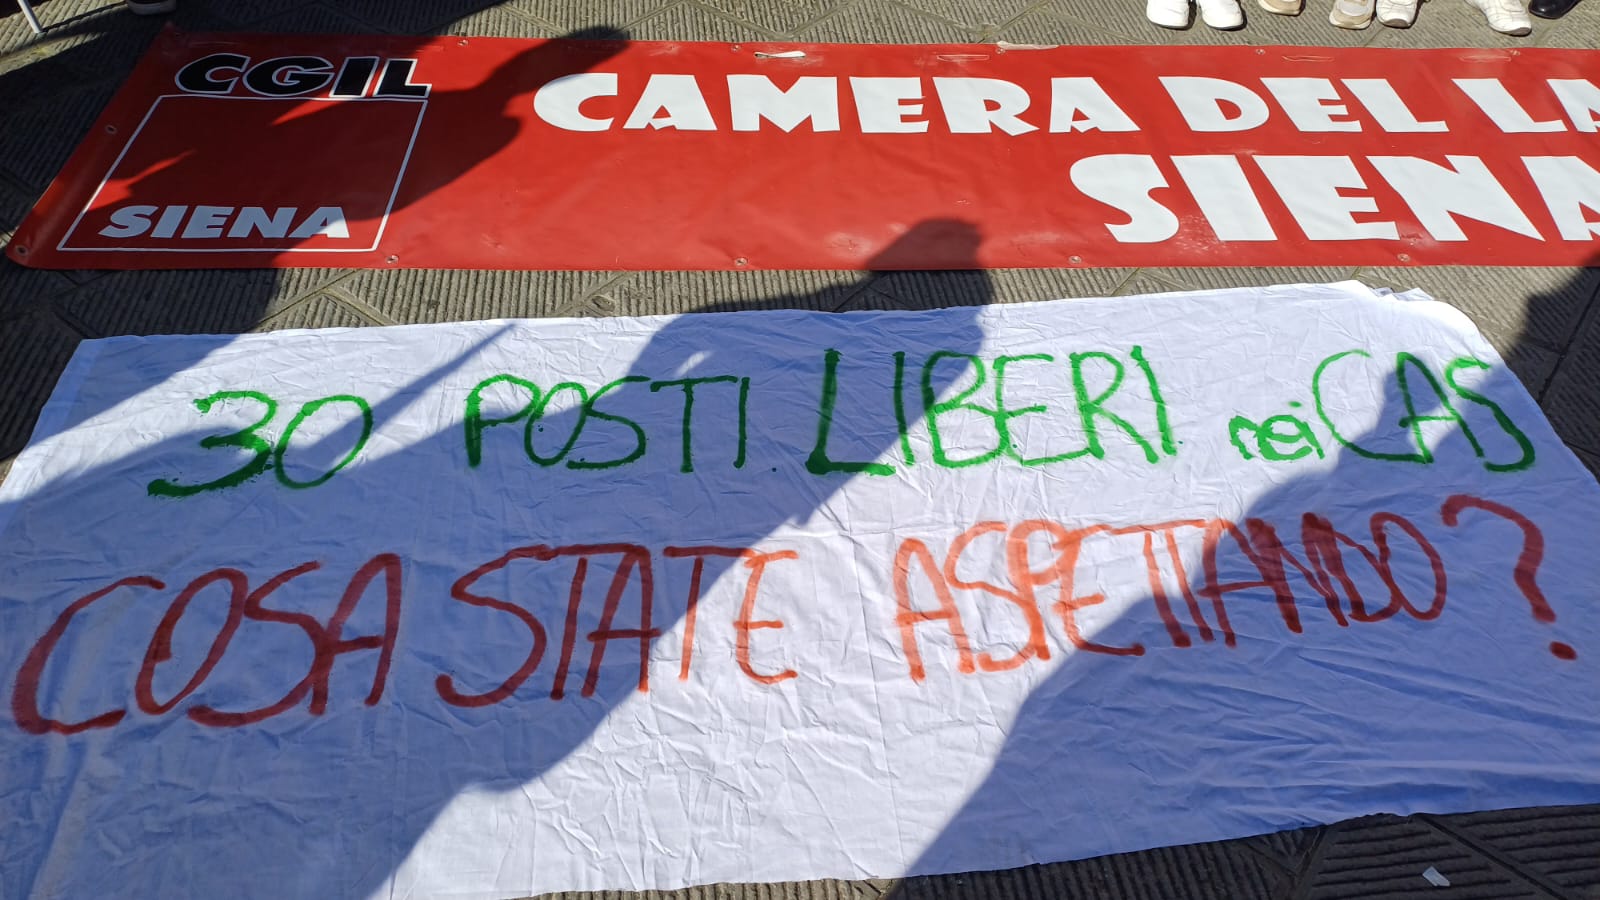 CGIL
SIENA
CAMERA DEL LA
SIENA
30 POSTI LIBERI nei CAS
COSA STATE ASPETTANDO?